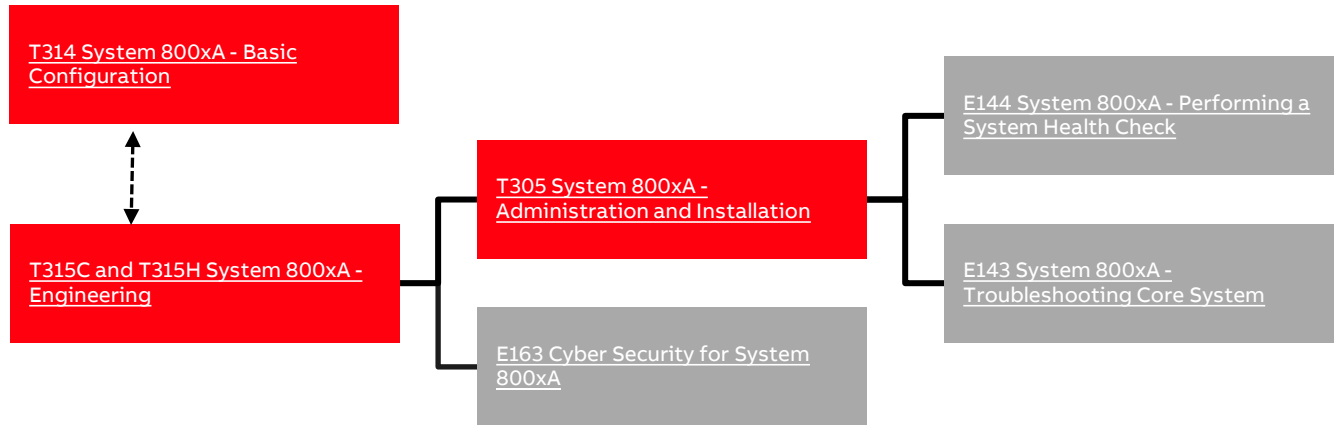 T314 System 800xA - Basic
Configuration
T315C and T315H System 800xA -
Engineering
T305 System 800xA -
Administration and Installation
E163 Cyber Security for System
800xA
E144 System 800xA - Performing a
System Health Check
E143 System 800xA -
Troubleshooting Core System